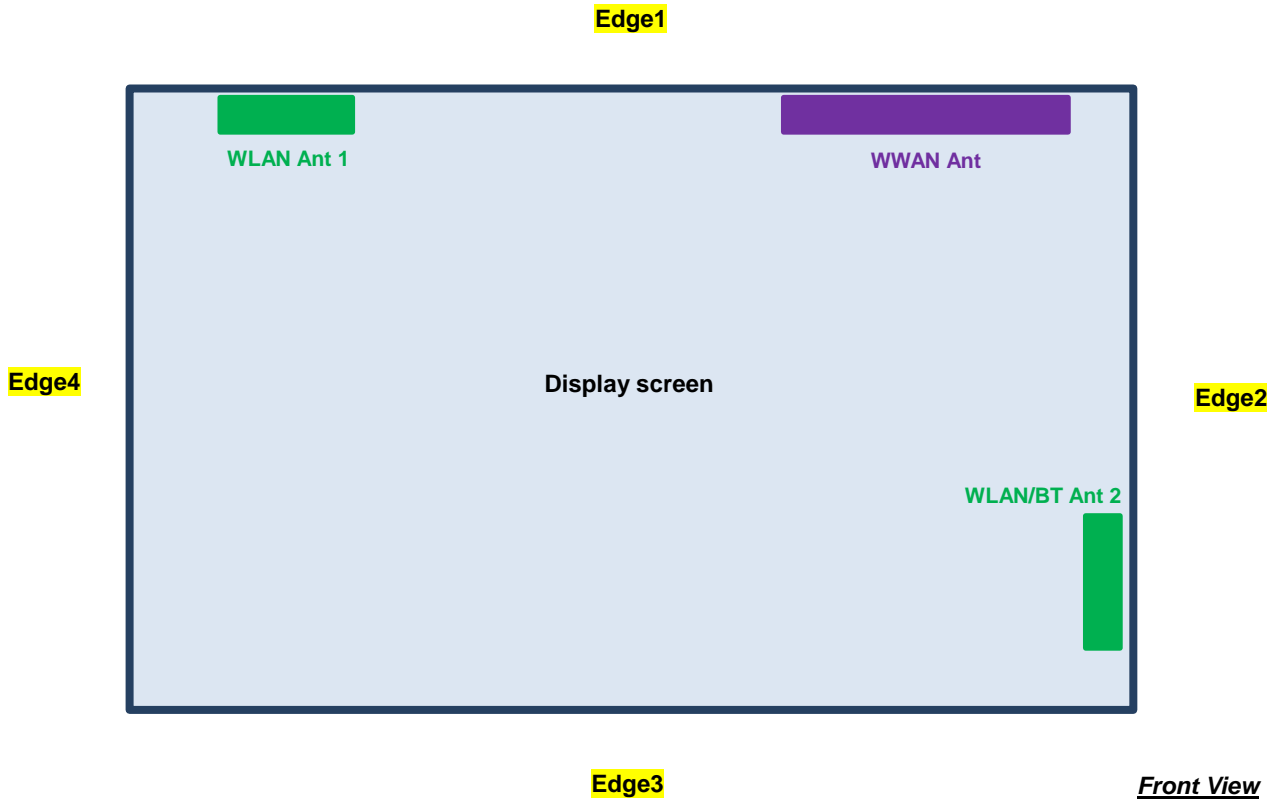 Edge1
WLAN Ant 1
WWAN Ant
Edge4
Display screen
Edge2
WLAN/BT Ant 2
Edge3
Front View